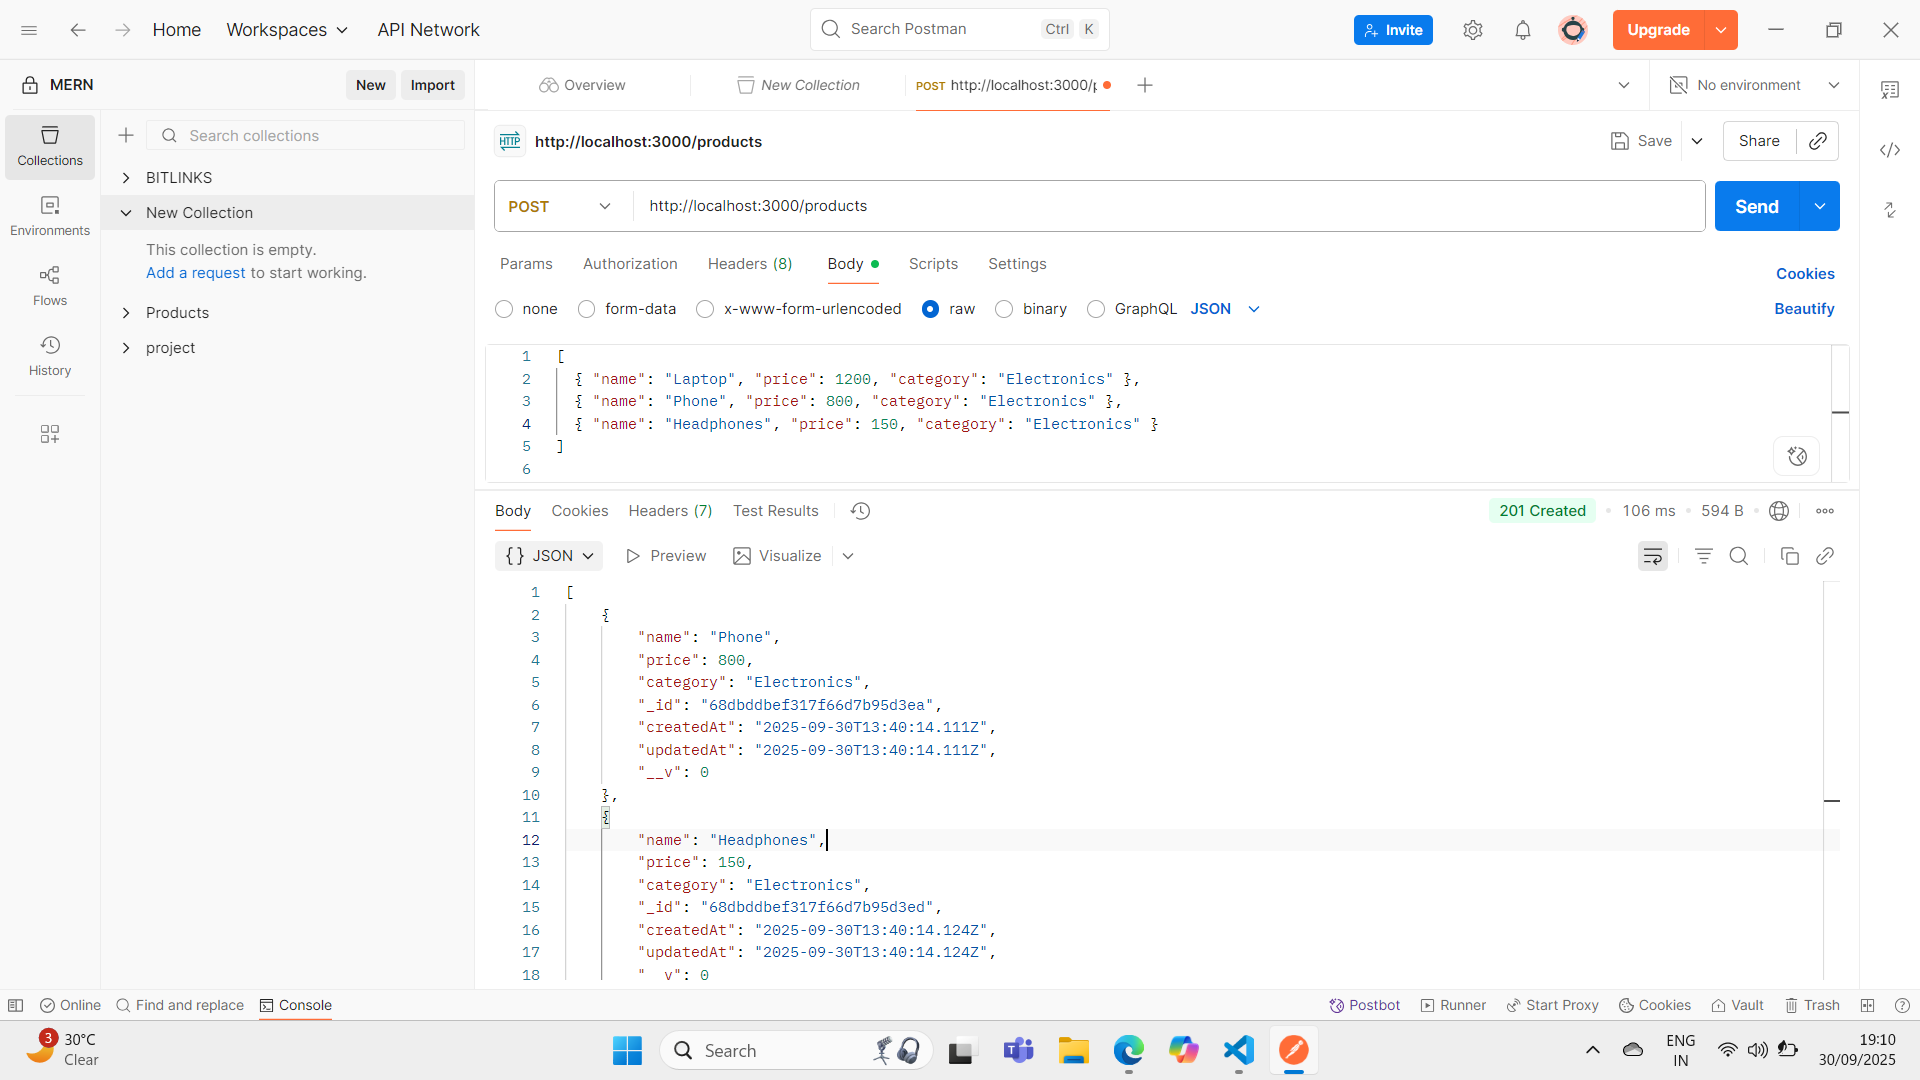 Home Workspaces API Network Search Postman Ctrl K Invite Upgrade
MERN New Import Overview New Collection POST http://localhost:3000/p No environment
Search collections
Collections
Environments
Flows
History
BITLINKS
New Collection
This collection is empty.
Add a request to start working.
Products
project
HTTP http://localhost:3000/products Save Share
POST http://localhost:3000/products Send
Params Authorization Headers (8) Body Scripts Settings Cookies
none form-data x-www-form-urlencoded raw binary GraphQL JSON Beautify
1 [
2 { "name": "Laptop", "price": 1200, "category": "Electronics" },
3 { "name": "Phone", "price": 800, "category": "Electronics" },
4 { "name": "Headphones", "price": 150, "category": "Electronics" }
5 ]
6
Body Cookies Headers (7) Test Results 201 Created 106 ms 594 B
{} JSON Preview Visualize
1 [
2 {
3 "name": "Phone",
4 "price": 800,
5 "category": "Electronics",
6 "_id": "68dbddbef317f66d7b95d3ea",
7 "createdAt": "2025-09-30T13:40:14.111Z",
8 "updatedAt": "2025-09-30T13:40:14.111Z",
9 "__v": 0
10 },
11 {
12 "name": "Headphones",
13 "price": 150,
14 "category": "Electronics",
15 "_id": "68dbddbef317f66d7b95d3ed",
16 "createdAt": "2025-09-30T13:40:14.124Z",
17 "updatedAt": "2025-09-30T13:40:14.124Z",
18 "__v": 0
Online Find and replace Console Postbot Runner Start Proxy Cookies Vault Trash
3 30°C
Clear
Search
ENG
IN
19:10
30/09/2025